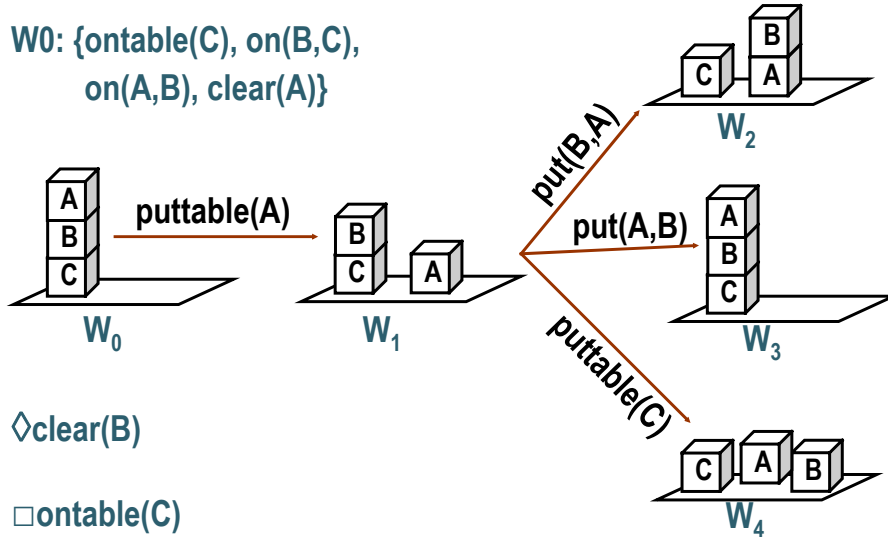 W0: {ontable(C), on(B,C),
on(A,B), clear(A)}
B
C
A
W₂
put(B,A)
A
B
C
puttable(A)
B
C
A
put(A,B)
A
B
C
W₀
W₁
W₃
puttable(C)
◊clear(B)
C
A
B
□ontable(C)
W₄